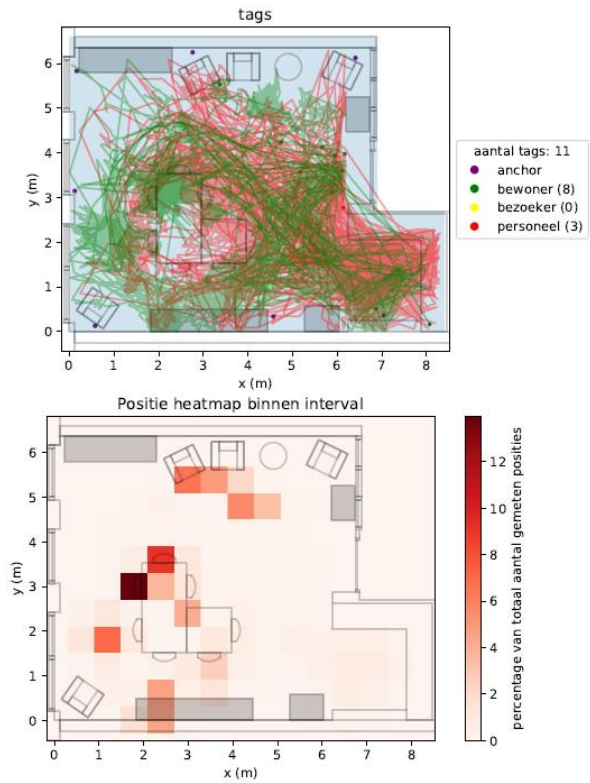 tags
6
5
4
3
2
1
0
y (m)
0 1 2 3 4 5 6 7 8
x (m)
aantal tags: 11
anchor
bewoner (8)
bezoeker (0)
personeel (3)
Positie heatmap binnen interval
6
5
4
3
2
1
0
y (m)
0 1 2 3 4 5 6 7 8
x (m)
12
10
8
6
4
2
0
percentage van totaal aantal gemeten posities